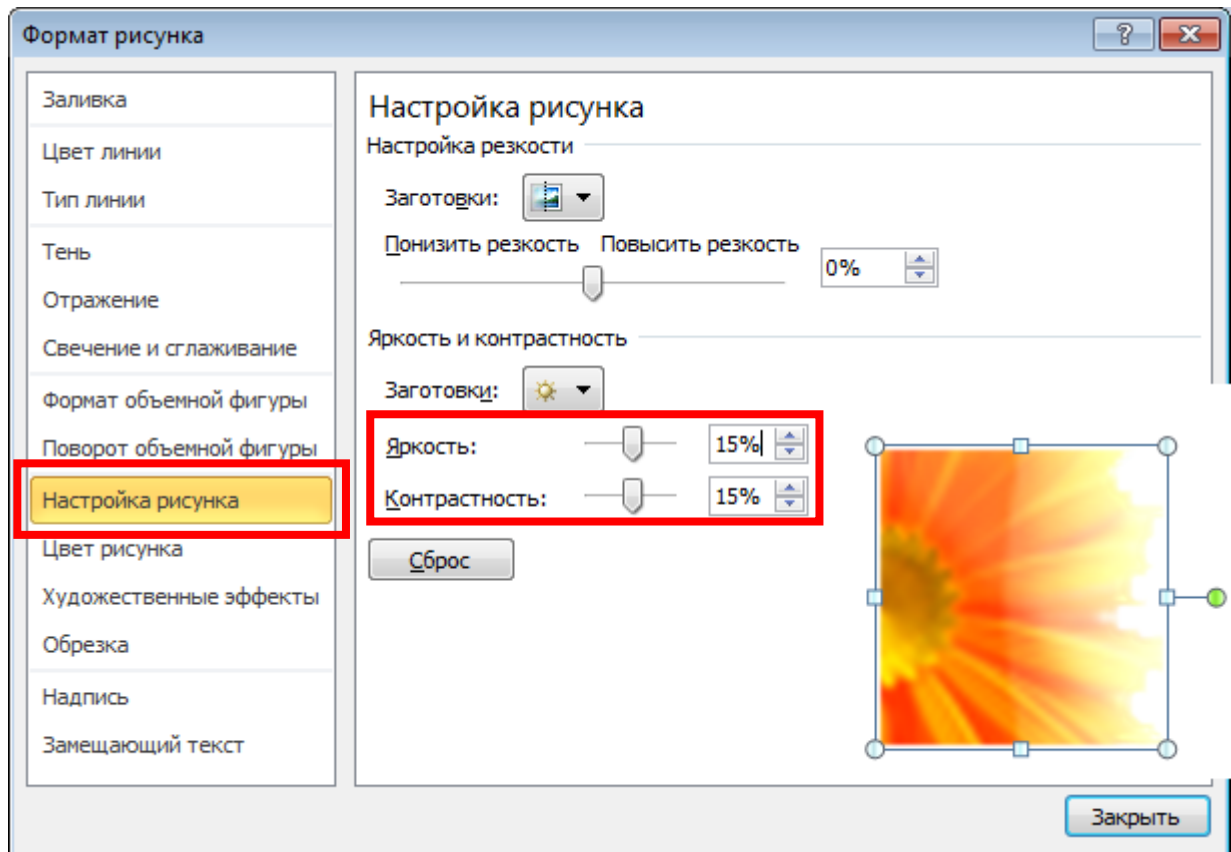 Формат рисунка
Заливка
Цвет линии
Тип линии
Тень
Отражение
Свечение и сглаживание
Формат объемной фигуры
Поворот объемной фигуры
Настройка рисунка
Цвет рисунка
Художественные эффекты
Обрезка
Надпись
Замещающий текст
Настройка рисунка
Настройка резкости
Заготовки:
Понизить резкость Повысить резкость
0%
Яркость и контрастность
Заготовки:
Яркость: 15%
Контрастность: 15%
Сброс
Закрыть